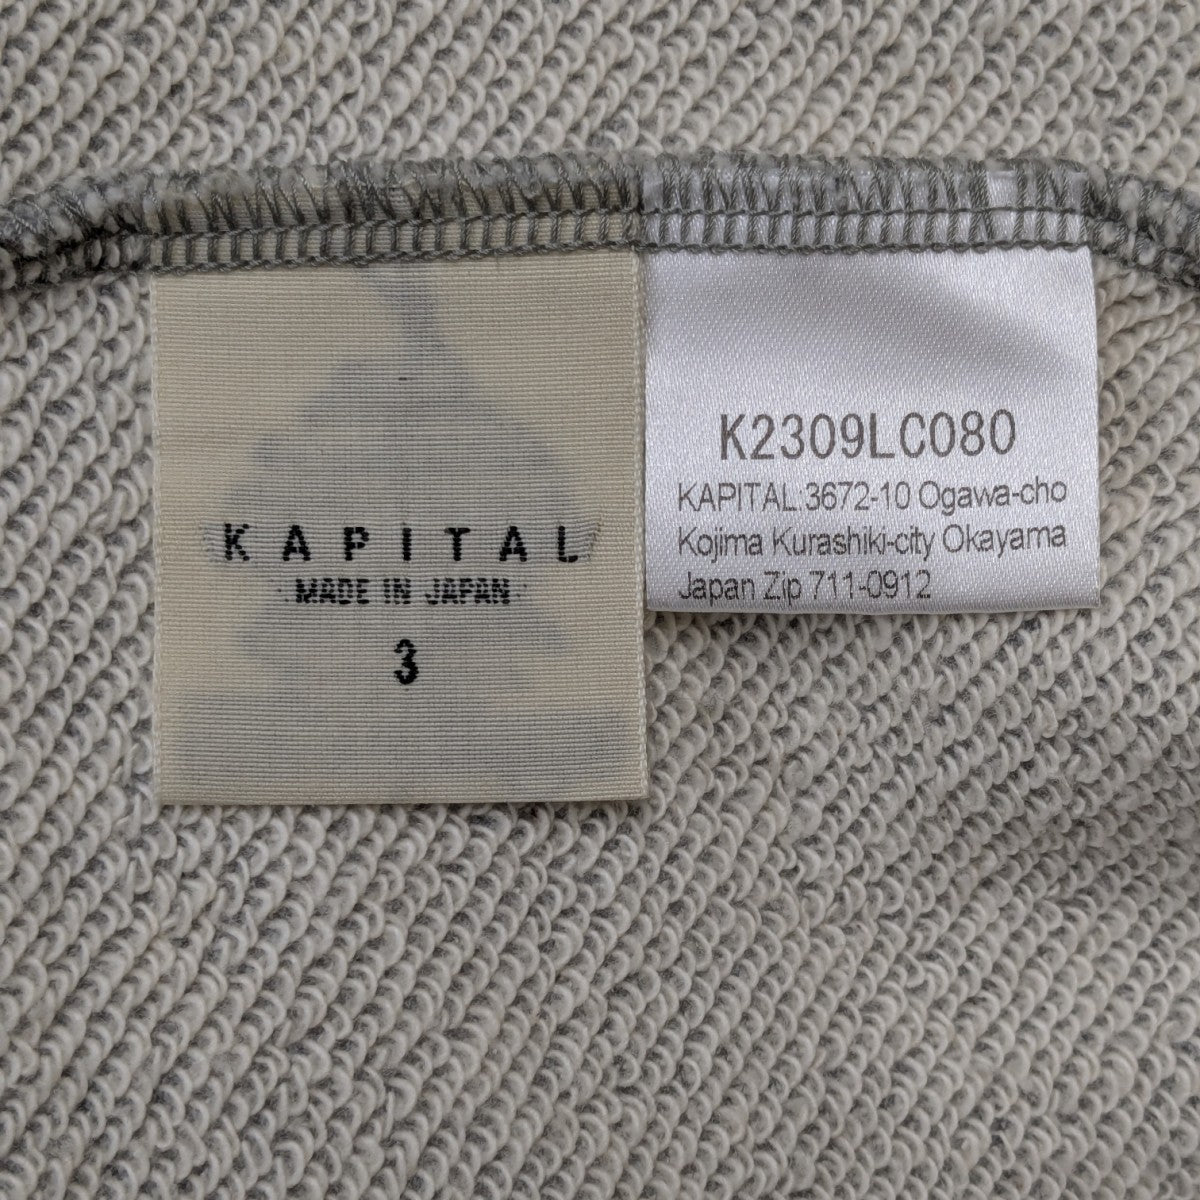 KAPITAL
MADE IN JAPAN
3
K2309LC080
KAPITAL:3672-10 Ogawa-cho
Kojima Kurashiki-city Okayama
Japan Zip 711-0912